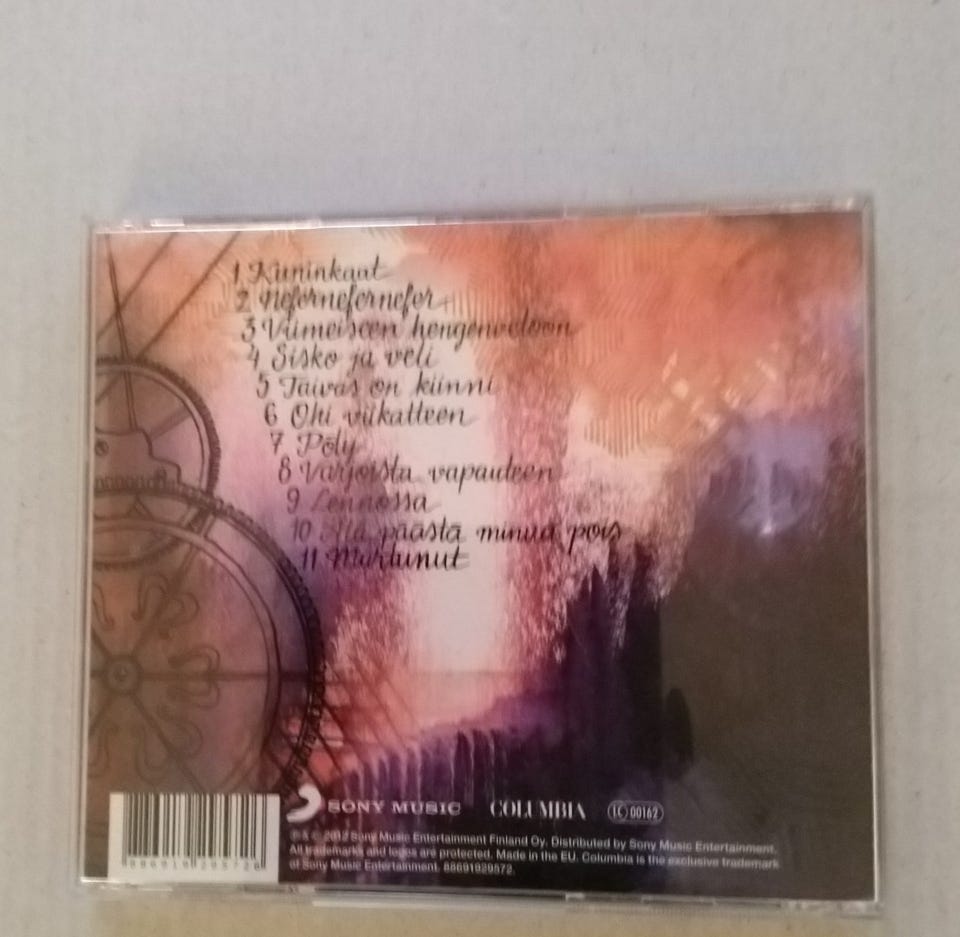 1 Kuninkaat
2 Nefernefernefer
3 Viimeiseen hengenvetoon
4 Sisko ja veli
5 Taivas on kiinni
6 Ohi viikatteen
7 Pöly
8 Varjoista vapauteen
9 Lennossa
10 Älä päästä minua pois
11 Murtunut
SONY MUSIC COLUMBIA LC 00162
℗ & © 2012 Sony Music Entertainment Finland Oy. Distributed by Sony Music Entertainment.
All trademarks and logos are protected. Made in the EU. Columbia is the exclusive trademark
of Sony Music Entertainment. 88691929572.